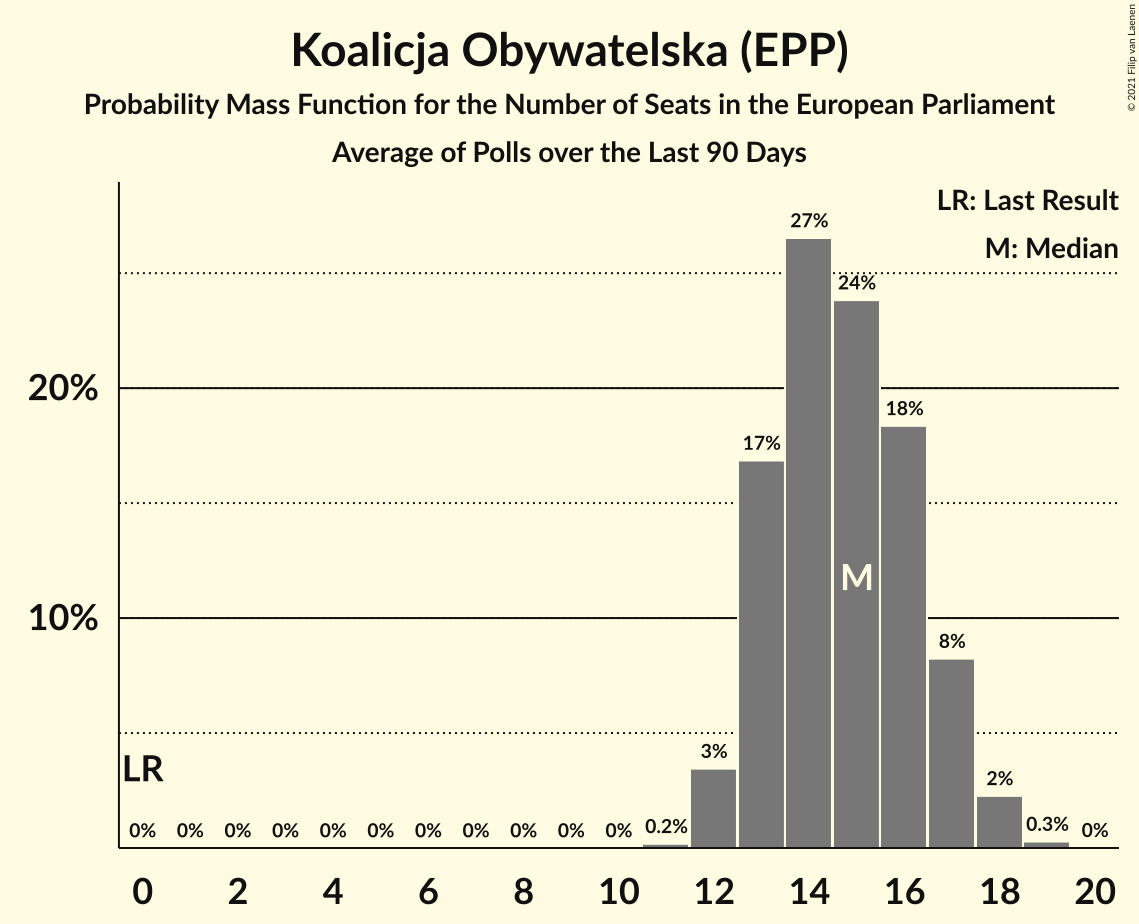 Koalicja Obywatelska (EPP)
Probability Mass Function for the Number of Seats in the European Parliament
Average of Polls over the Last 90 Days
© 2021 Filip van Laenen
LR: Last Result
M: Median
27%
24%
20%
18%
17%
M
10%
8%
3%
LR
2%
0% 0% 0% 0% 0% 0% 0% 0% 0% 0% 0% 0.2% 0.3% 0%
0 2 4 6 8 10 12 14 16 18 20